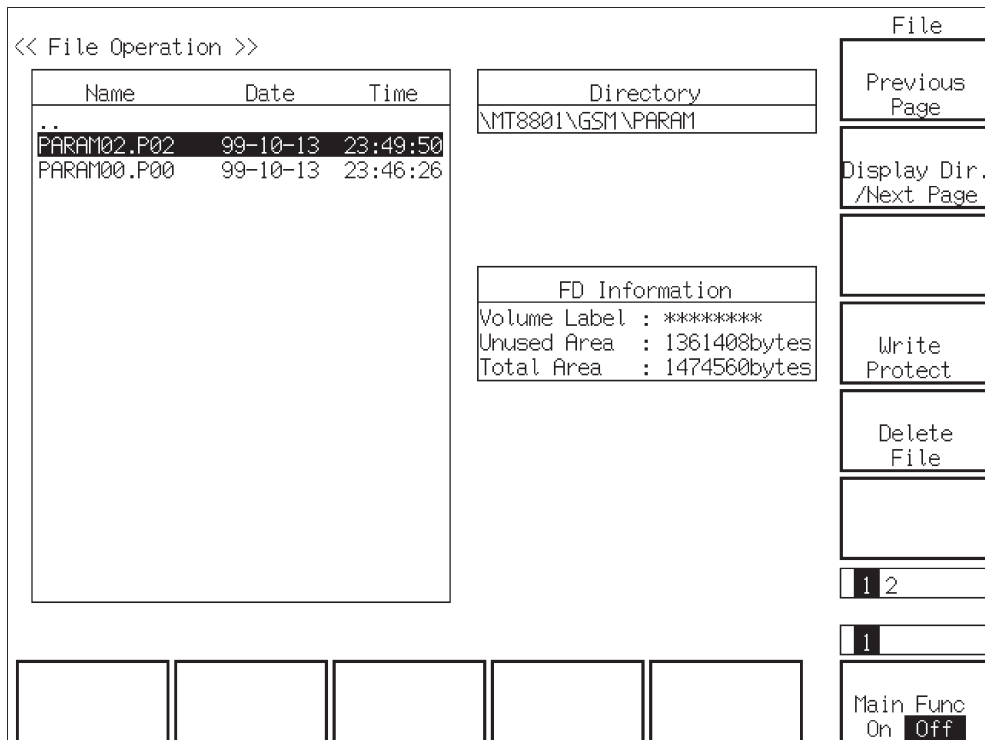 << File Operation >>
Name Date Time
..
PARAM02.P02 99-10-13 23:49:50
PARAM00.P00 99-10-13 23:46:26
Directory
\MT8801\GSM\PARAM
FD Information
Volume Label : ********
Unused Area : 1361408bytes
Total Area : 1474560bytes
File
Previous
Page
Display Dir.
/Next Page
Write
Protect
Delete
File
1 2
1
Main Func
On Off